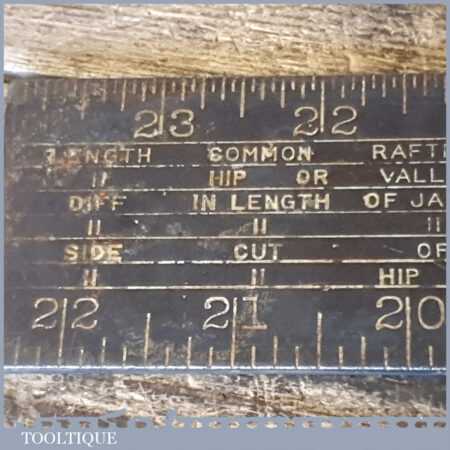 23 22
LENGTH COMMON RAFT
" HIP OR VALL
DIFF IN LENGTH OF JA
" " "
SIDE CUT OF
" " HIP
22 21 20
TOOLTIQUE